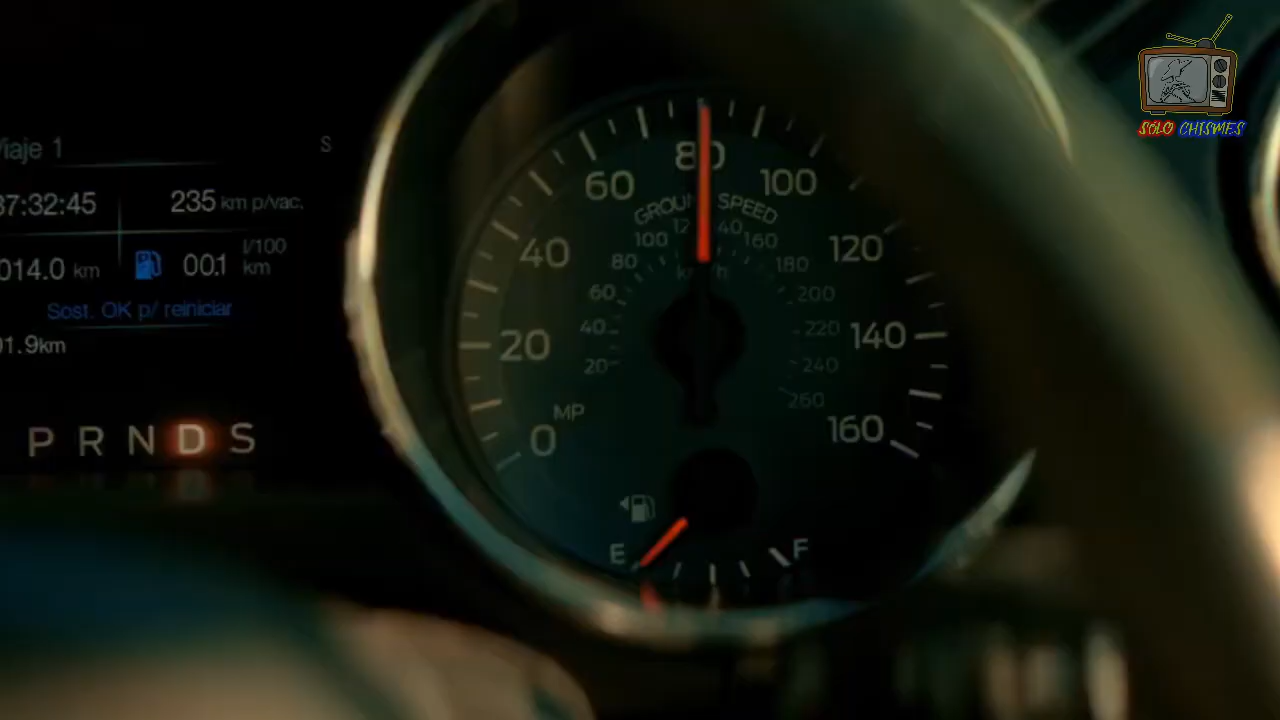 Viaje 1
S
37:32:45
235 km p/vac.
014.0 km
00.1 l/100 km
Sost. OK p/ reiniciar
01.9km
P R N D S
0
20
40
60
80
100
120
140
160
MP
GROUND SPEED
20
40
60
80
100
160
180
200
220
240
260
km/h
E
F
SOLO CHISMES